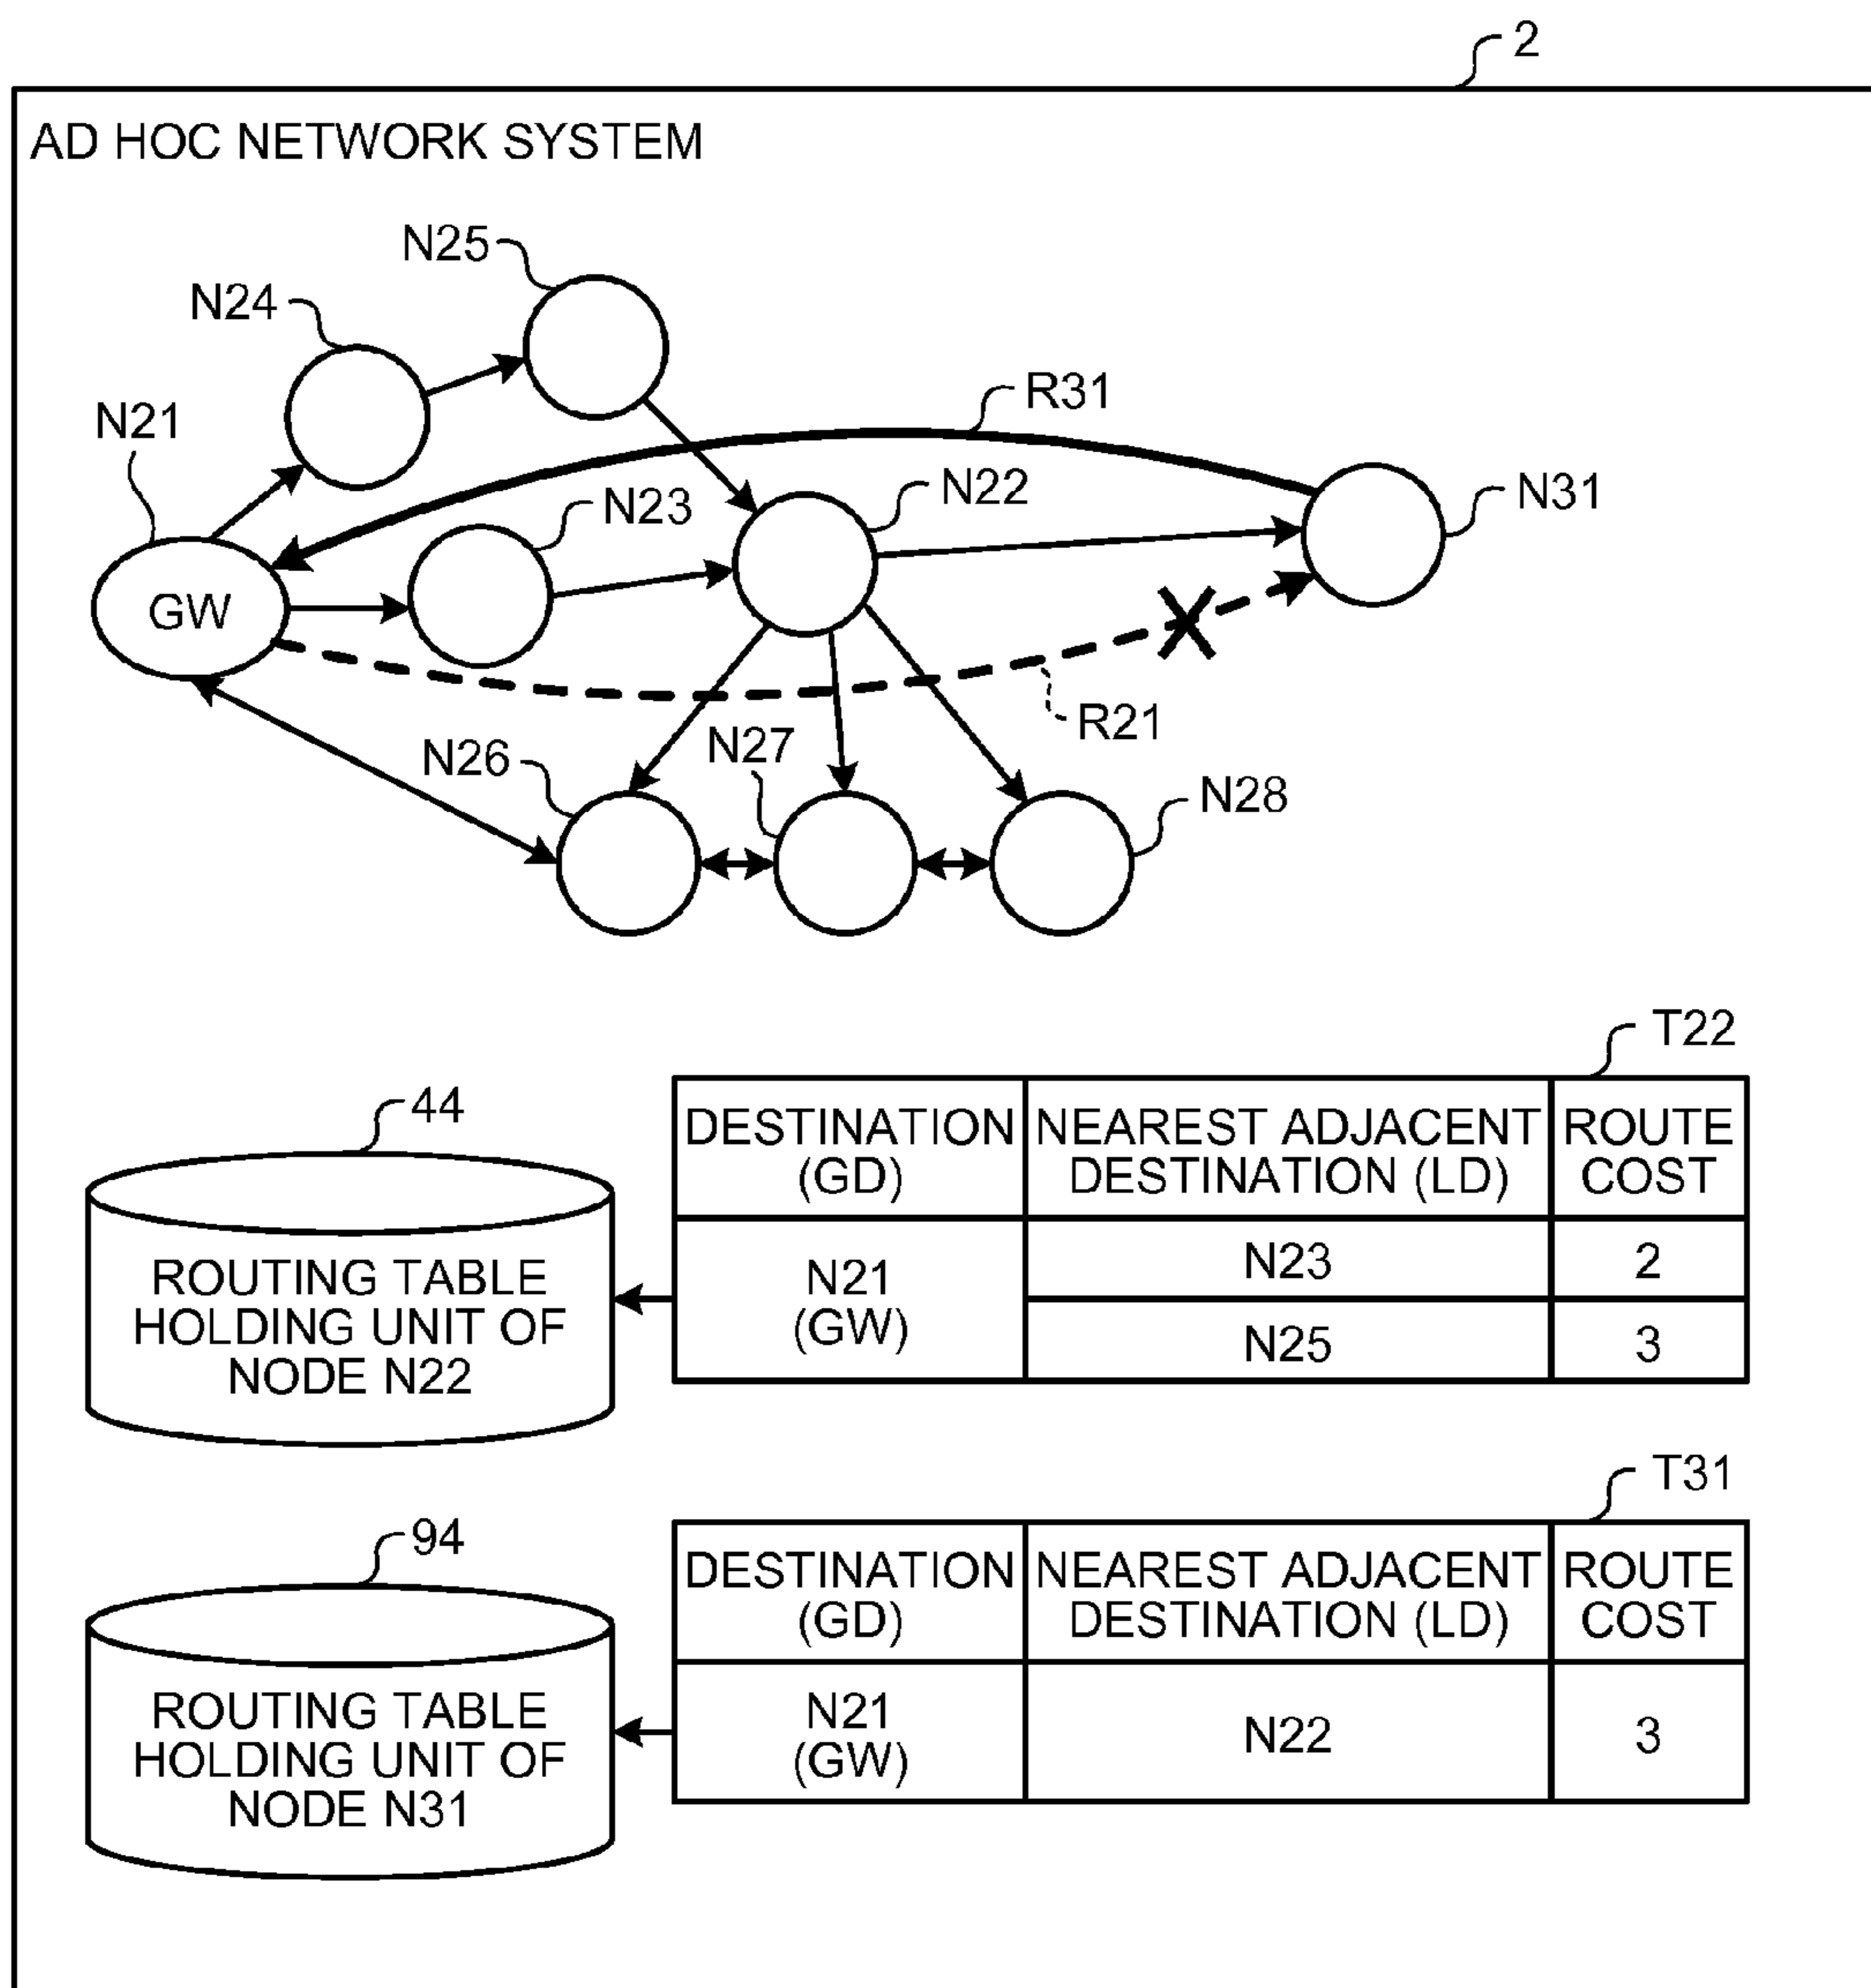 2
AD HOC NETWORK SYSTEM
N25
N24
R31
N21
N22
N31
N23
GW
R21
N27
N26
N28
T22
44
DESTINATION (GD)
NEAREST ADJACENT DESTINATION (LD)
ROUTE COST
ROUTING TABLE
HOLDING UNIT OF
NODE N22
N21
(GW)
N23
2
N25
3
T31
94
DESTINATION
(GD)
NEAREST ADJACENT
DESTINATION (LD)
ROUTE
COST
ROUTING TABLE
HOLDING UNIT OF
NODE N31
N21
(GW)
N22
3